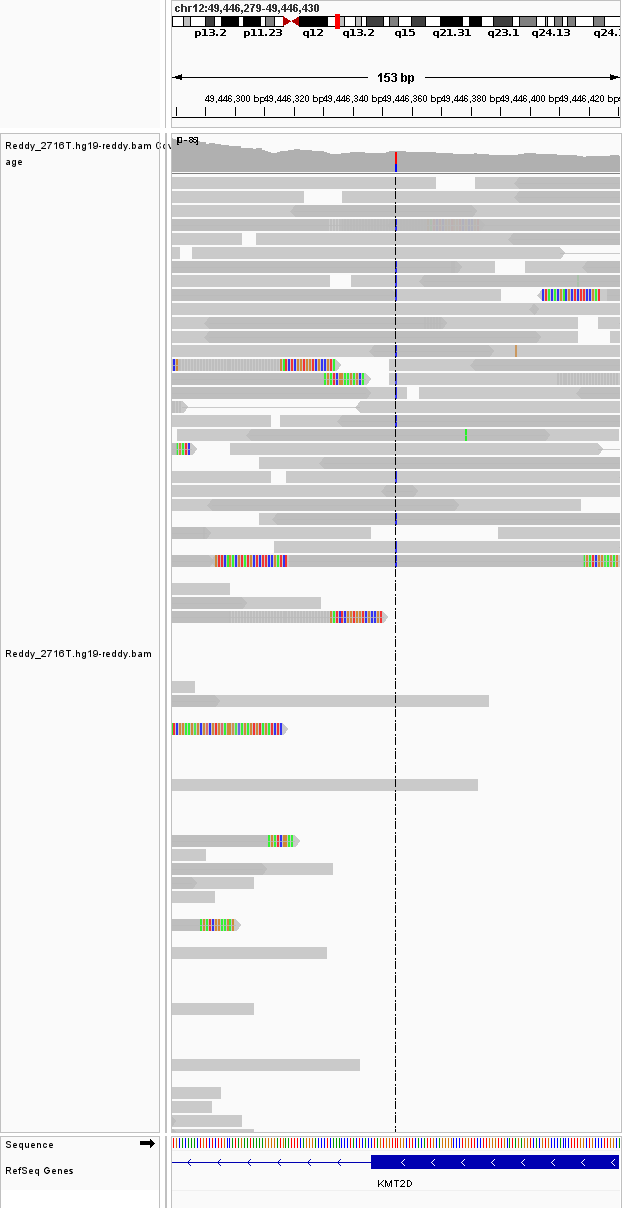 chr12:49,446,279-49,446,430
p13.2 p11.23 q12 q13.2 q15 q21.31 q23.1 q24.13 q24.
153 bp
49,446,300 bp 49,446,320 bp 49,446,340 bp 49,446,360 bp 49,446,380 bp 49,446,400 bp 49,446,420 bp
Reddy_2716T.hg19-reddy.bam Cov
age
Reddy_2716T.hg19-reddy.bam
Sequence
RefSeq Genes
KMT2D